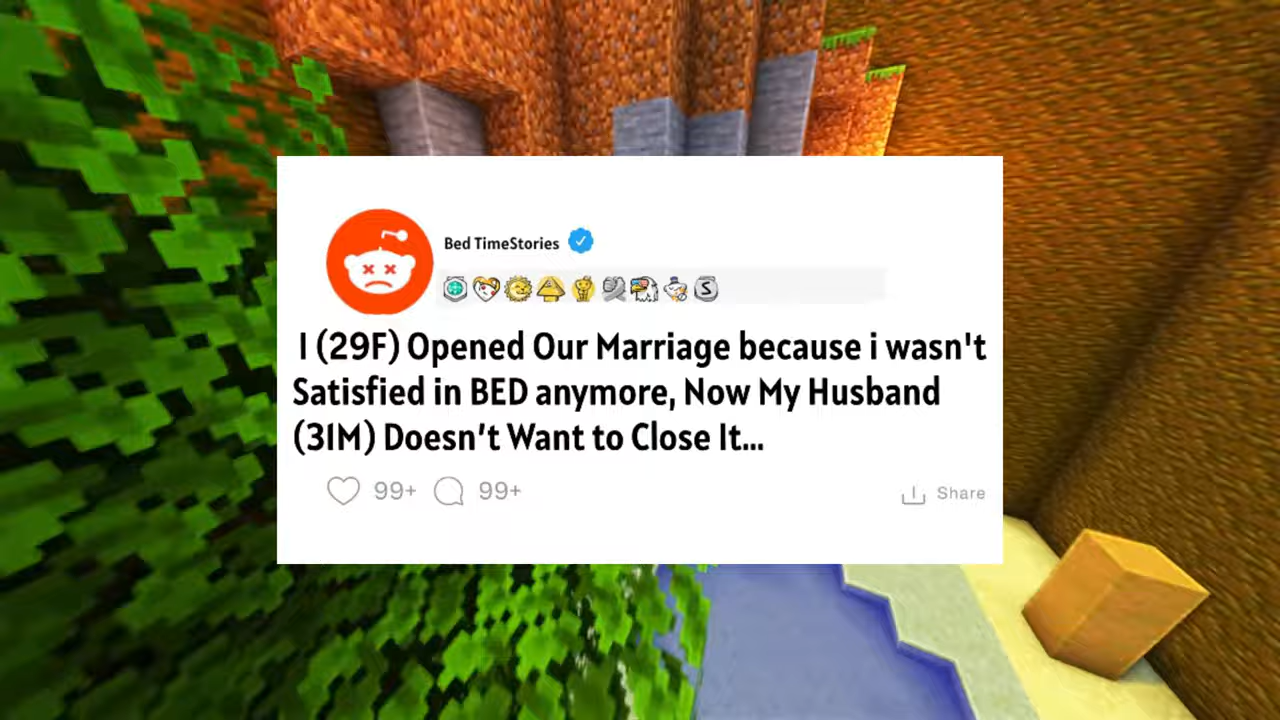 Bed TimeStories
I (29F) Opened Our Marriage because i wasn't
Satisfied in BED anymore, Now My Husband
(31M) Doesn't Want to Close It...
99+ 99+ Share